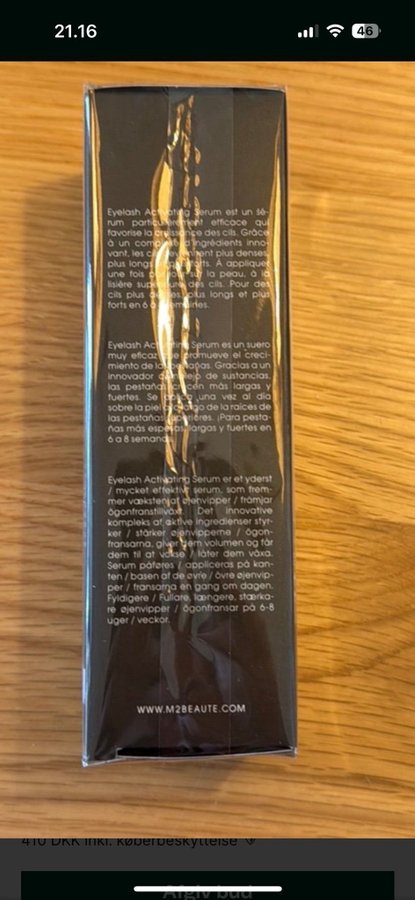 21.16
46
Eyelash Activating Serum est un sé-
rum particulièrement efficace qui
favorise la croissance des cils. Grâce
à un complexe d'ingrédients inno-
vant, les cils deviennent plus denses,
plus longs et plus forts. À appliquer
une fois par jour sur la peau, à la
lisière supérieure des cils. Pour des
cils plus denses, plus longs et plus
forts en 6 à 8 semaines.
Eyelash Activating Serum es un suero
muy eficaz que promueve el creci-
miento de las pestañas. Gracias a un
innovador complejo de sustancias,
las pestañas crecen más largas y
fuertes. Se aplica una vez al día
sobre la piel a lo largo de la raíces de
las pestañas superiores. ¡Para pesta-
ñas más espesas, largas y fuertes en
6 a 8 semanas.
Eyelash Activating Serum er et yderst
/ mycket effektiv serum, som frem-
mer væksten af øjenvipper / främjar
ögonfranstillväxt. Det innovative
kompleks af aktive ingredienser styr-
ker / stärker øjenvipperne / ögon-
fransarna, giver dem volumen og får
dem til at vokse / låter dem växa.
Serum påføres / appliceras på kan-
ten / basen af de øvre / övre øjenvip-
per / fransarna en gang om dagen.
Fyldigere / Fullare, længere, stærka-
re øjenvipper / ögonfransar på 6-8
uger / veckor.
WWW.M2BEAUTE.COM
410 DKK inkl. køberbeskyttelse
Afgiv bud